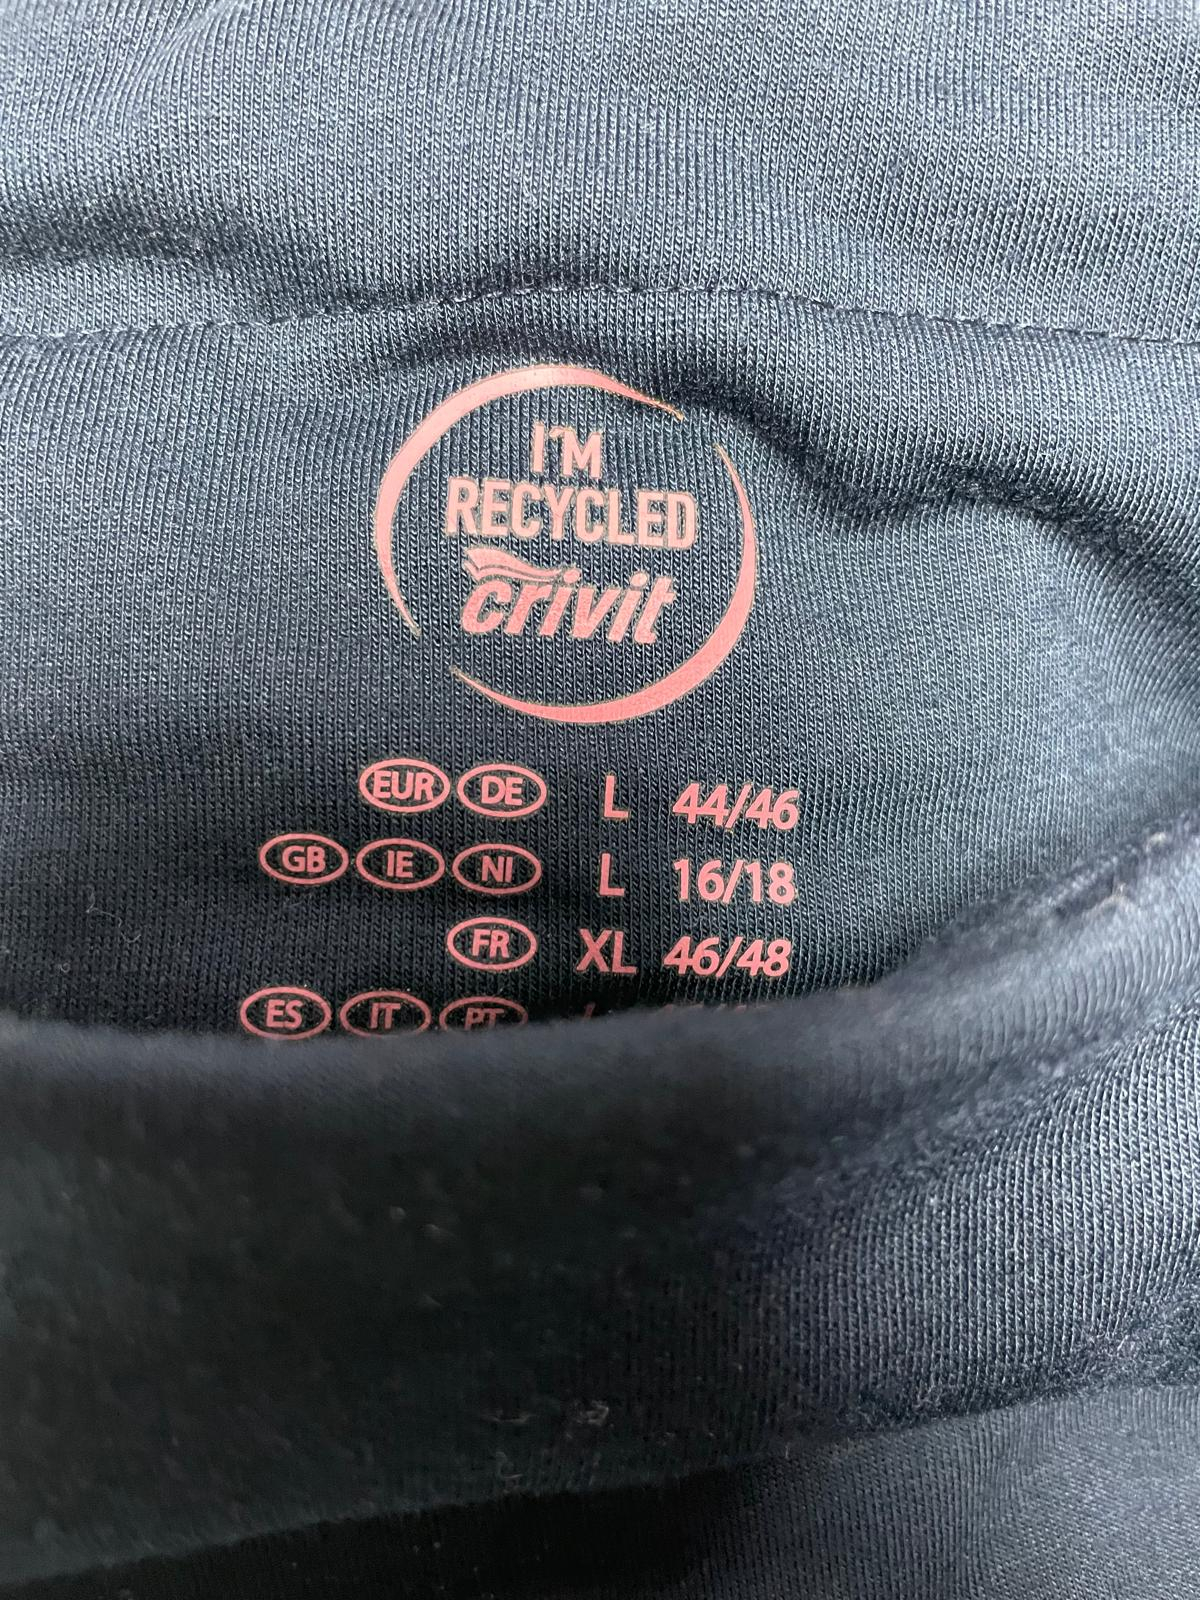 I'M
RECYCLED
crivit
EUR DE L 44/46
GB IE NI L 16/18
FR XL 46/48
ES IT PT